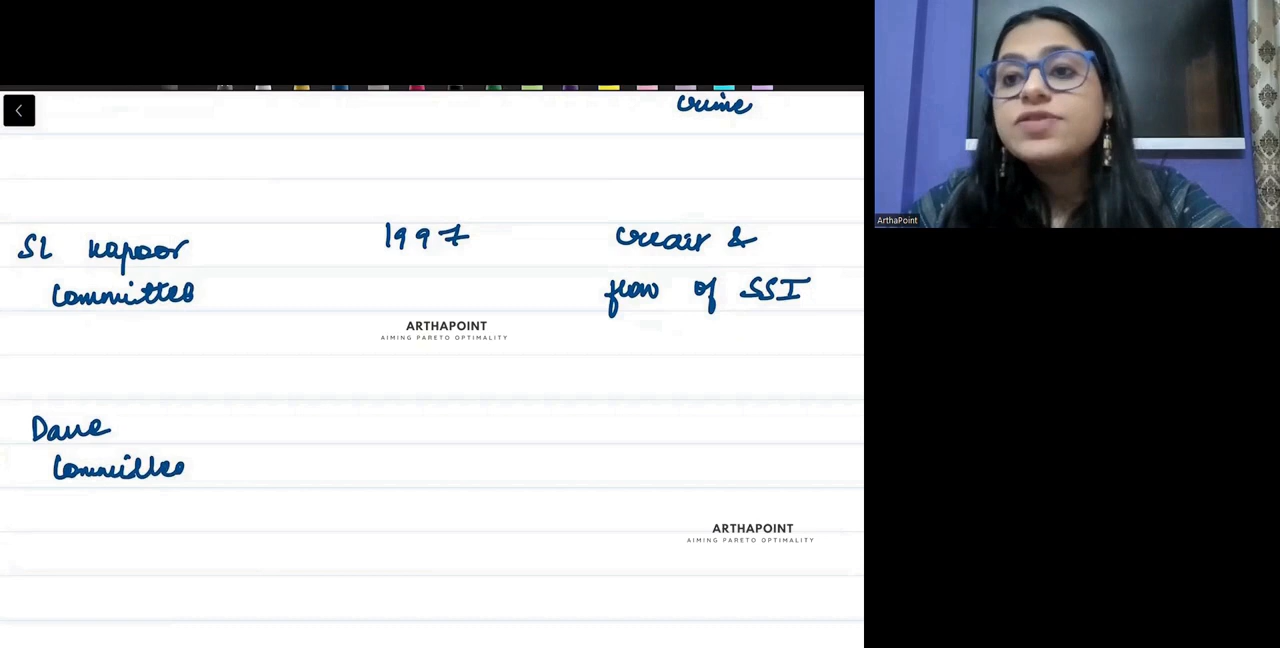 crime
SL Kapoor 1997 Credit &
Committee flow of SSI
ARTHAPOINT
AIMING PARETO OPTIMALITY
Dave
Committee
ARTHAPOINT
AIMING PARETO OPTIMALITY
ArthaPoint